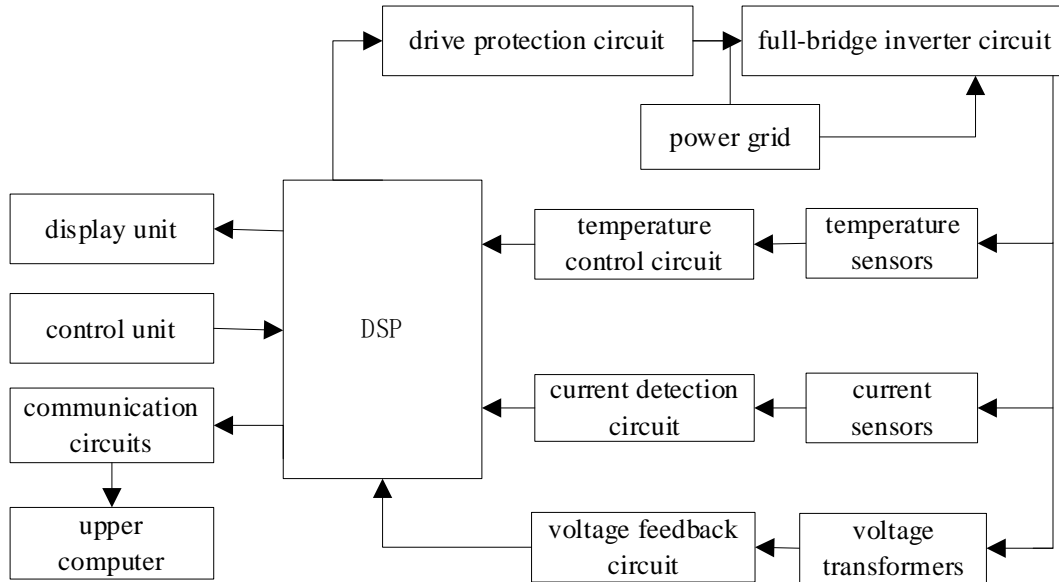 drive protection circuit
full-bridge inverter circuit
power grid
display unit
temperature
control circuit
temperature
sensors
control unit
DSP
communication
circuits
current detection
circuit
current
sensors
upper
computer
voltage feedback
circuit
voltage
transformers